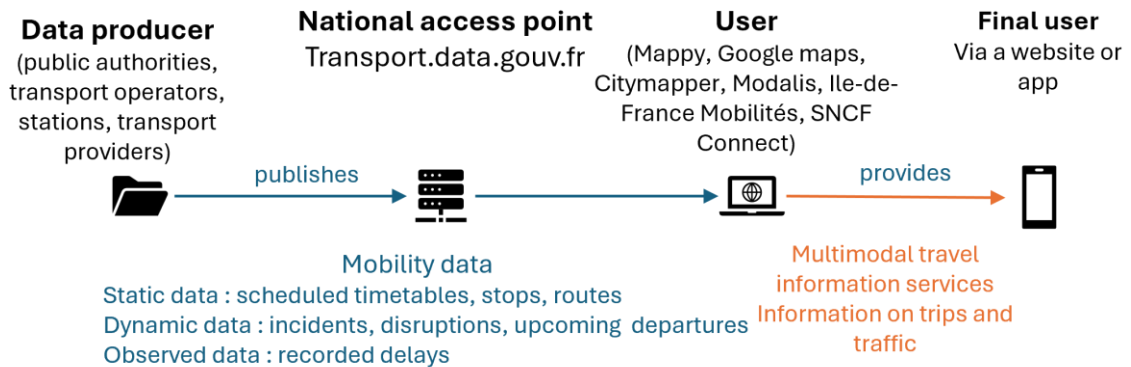 Data producer
(public authorities,
transport operators,
stations, transport
providers)
National access point
Transport.data.gouv.fr
User
(Mappy, Google maps,
Citymapper, Modalis, Ile-de-
France Mobilités, SNCF
Connect)
Final user
Via a website or
app
publishes
provides
Mobility data
Static data : scheduled timetables, stops, routes
Dynamic data : incidents, disruptions, upcoming departures
Observed data : recorded delays
Multimodal travel
information services
Information on trips and
traffic